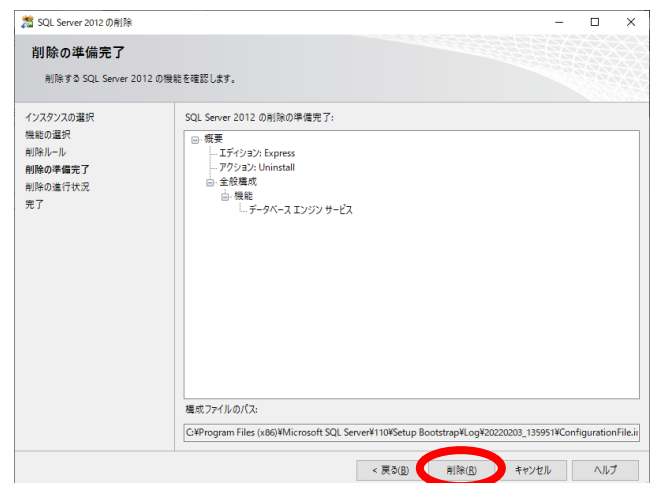 SQL Server 2012 の削除
削除の準備完了
削除する SQL Server 2012 の機能を確認します。
インスタンスの選択
機能の選択
削除ルール
削除の準備完了
削除の進行状況
完了
SQL Server 2012 の削除の準備完了:
概要
エディション: Express
アクション: Uninstall
全般構成
機能
データベース エンジン サービス
構成ファイルのパス:
C:¥Program Files (x86)¥Microsoft SQL Server¥110¥Setup Bootstrap¥Log¥20220203_135951¥ConfigurationFile.in
< 戻る(B) 削除(R) キャンセル ヘルプ